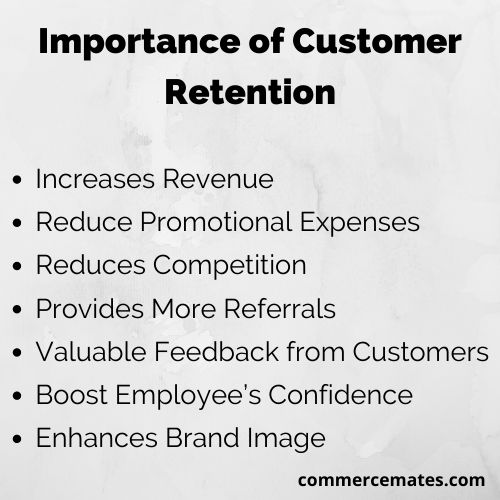 Importance of Customer
Retention
• Increases Revenue
• Reduce Promotional Expenses
• Reduces Competition
• Provides More Referrals
• Valuable Feedback from Customers
• Boost Employee’s Confidence
• Enhances Brand Image
commercemates.com